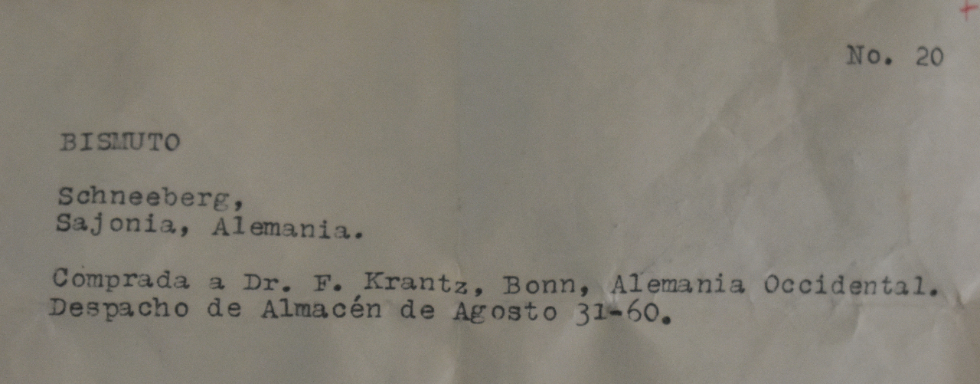 No. 20
BISMUTO
Schneeberg,
Sajonia, Alemania.
Comprada a Dr. F. Krantz, Bonn, Alemania Occidental.
Despacho de Almacén de Agosto 31-60.